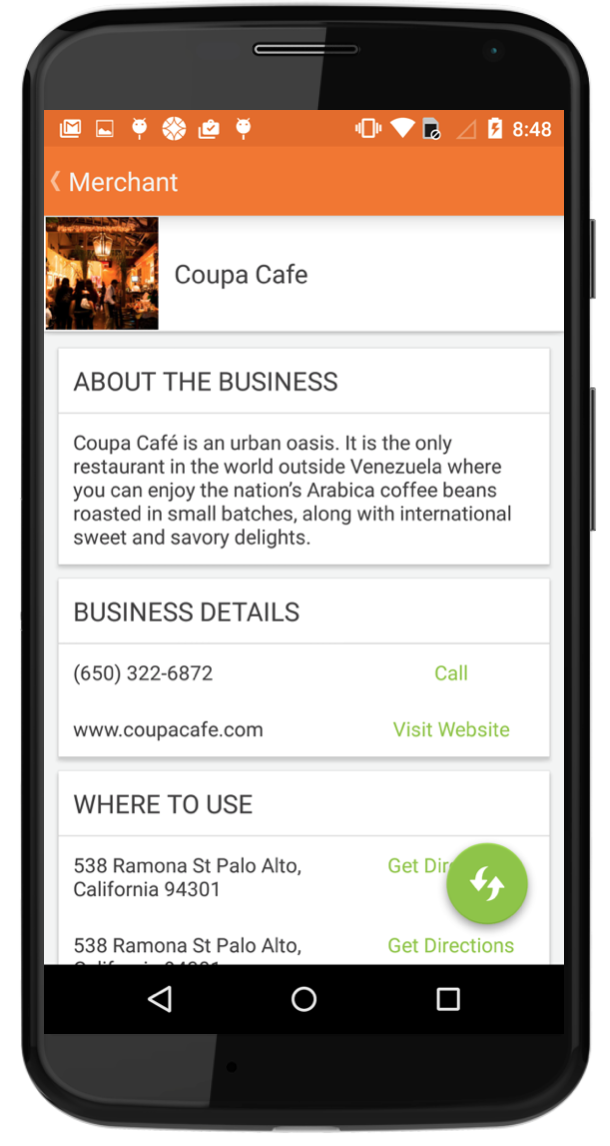 8:48
Merchant
Coupa Cafe
ABOUT THE BUSINESS
Coupa Café is an urban oasis. It is the only
restaurant in the world outside Venezuela where
you can enjoy the nation’s Arabica coffee beans
roasted in small batches, along with international
sweet and savory delights.
BUSINESS DETAILS
(650) 322-6872 Call
www.coupacafe.com Visit Website
WHERE TO USE
538 Ramona St Palo Alto, Get Dir
California 94301
538 Ramona St Palo Alto, Get Directions